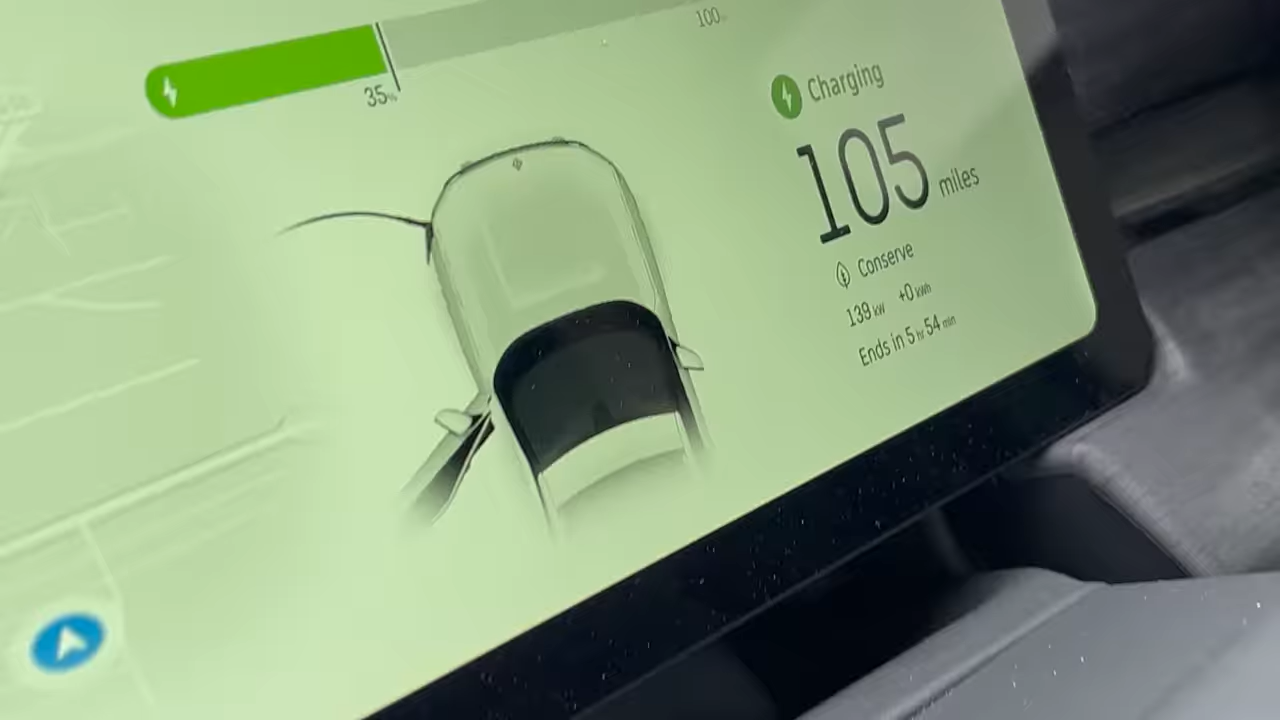 100%
35%
Charging
105 miles
Conserve
139 kW +0 kWh
Ends in 5 hr 54 min